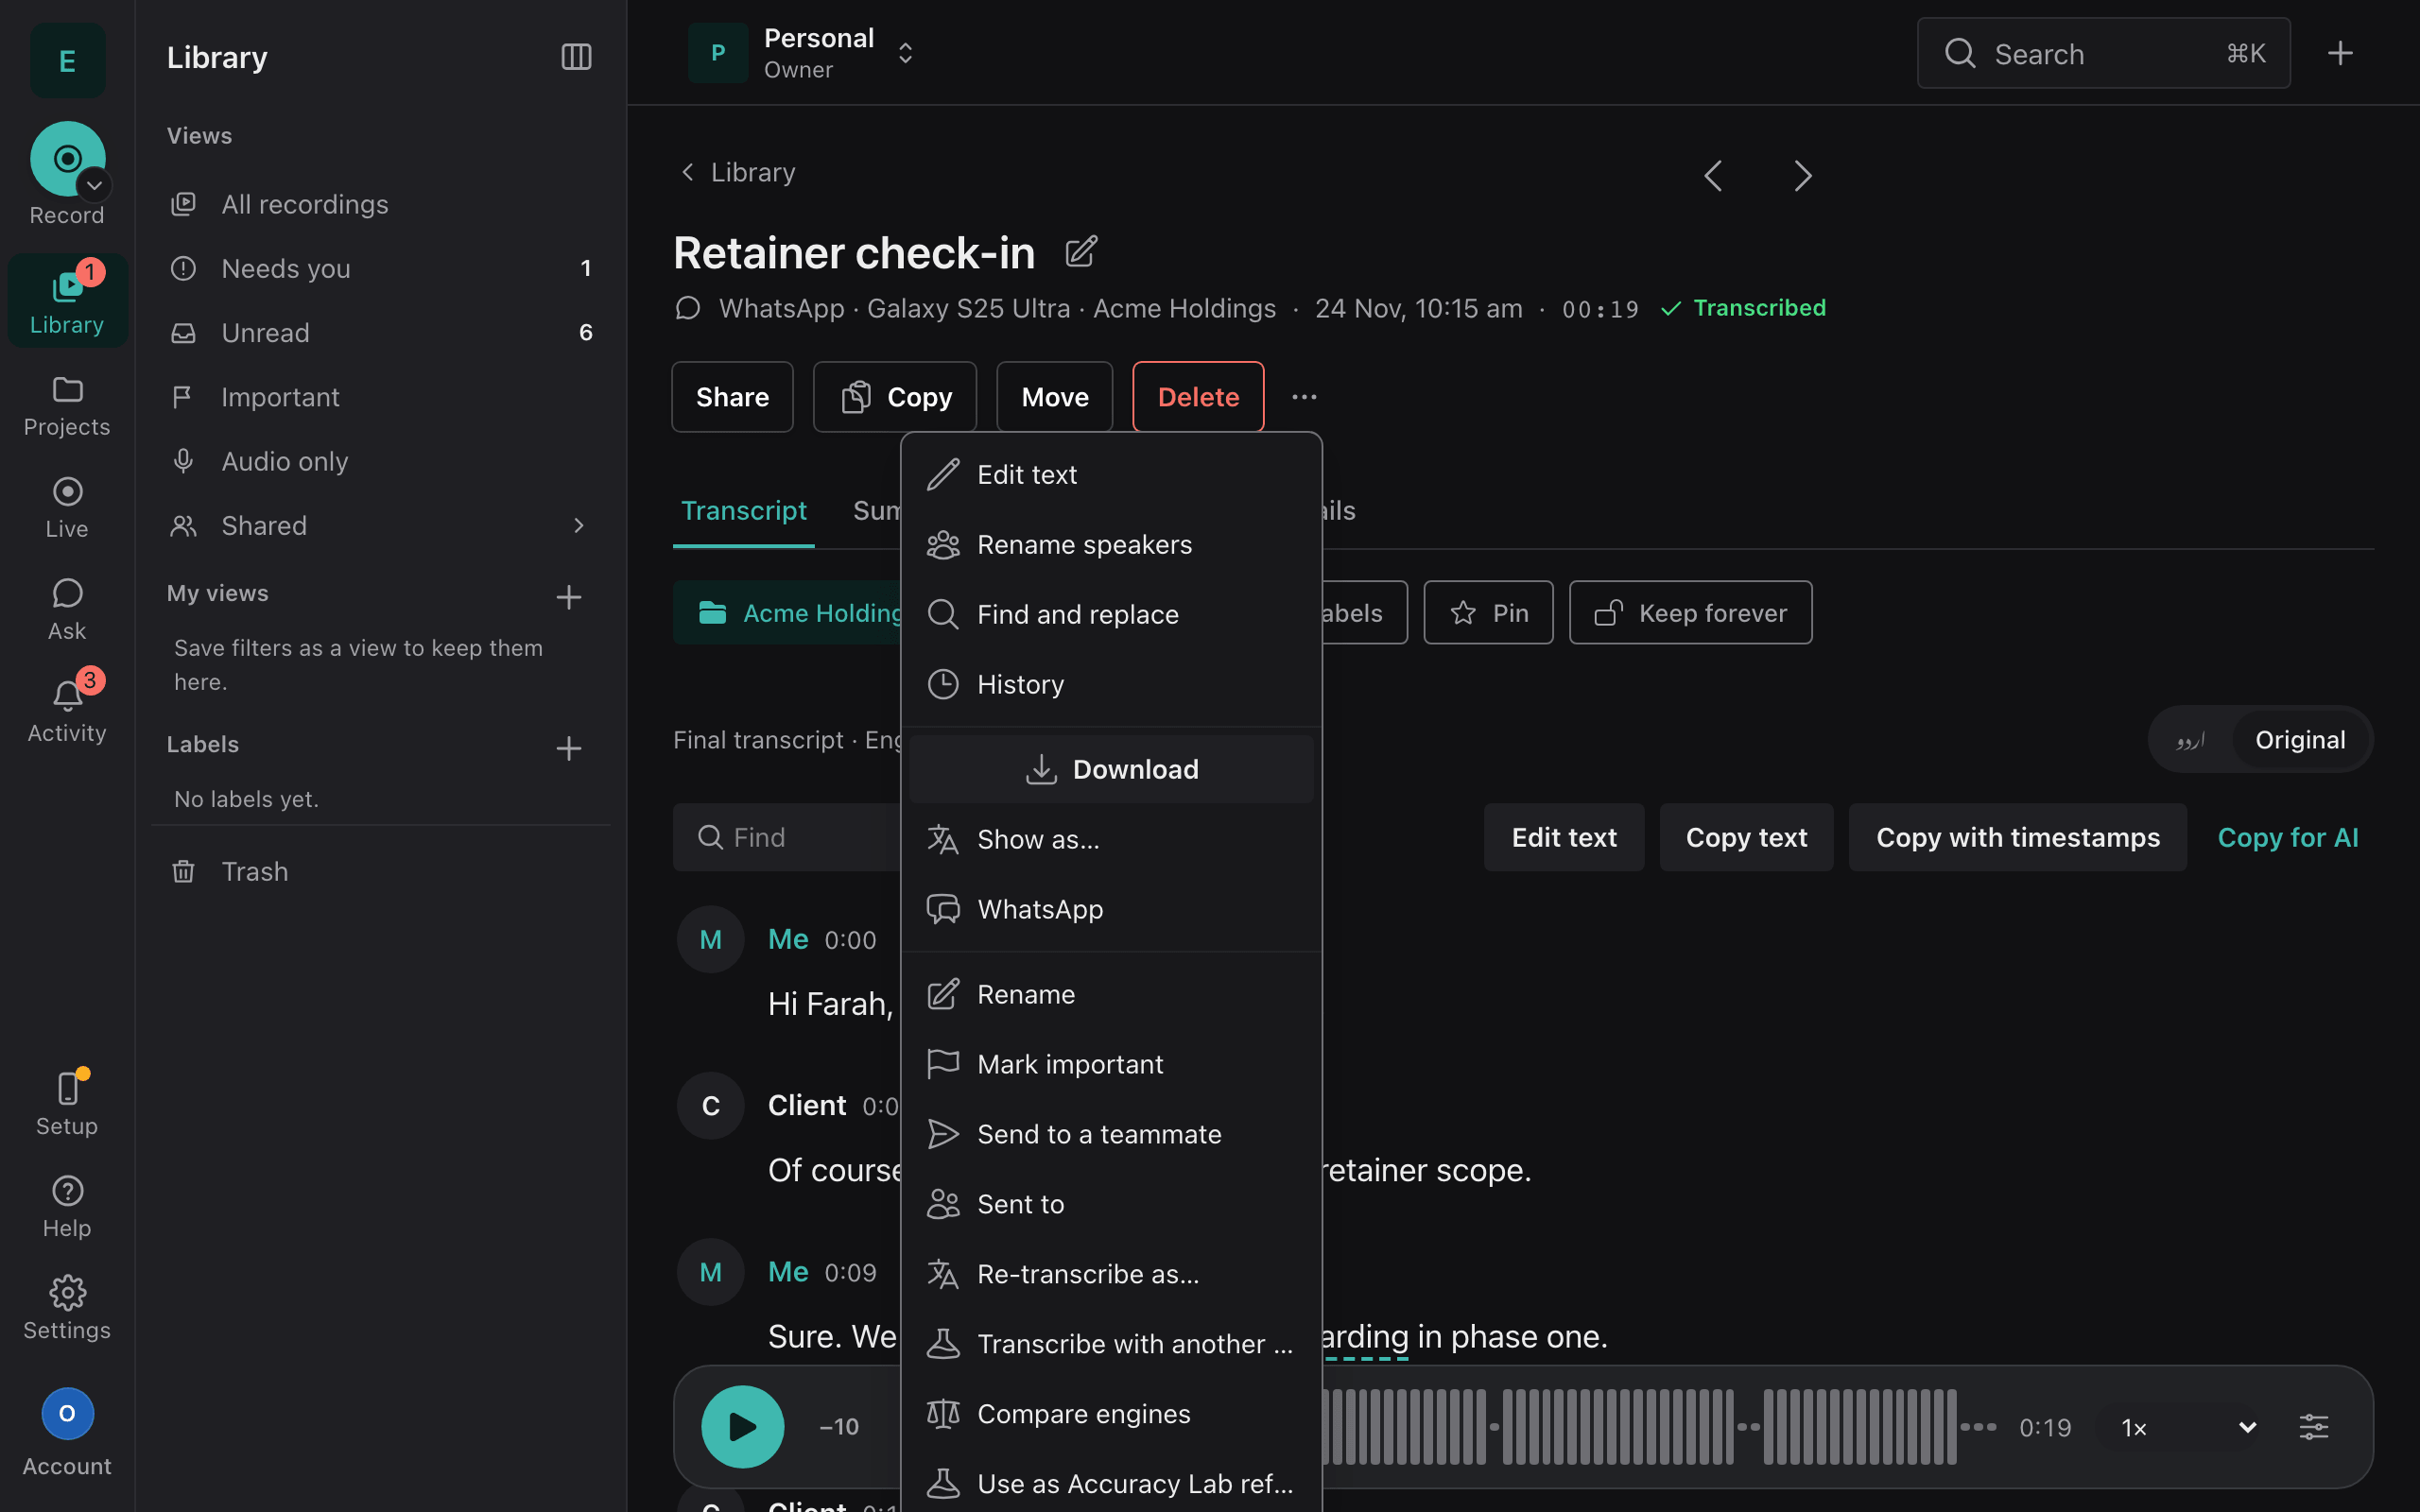 E
Record
1
Library
Projects
Live
Ask
3
Activity
Setup
Help
Settings
O
Account
Library
Views
All recordings
Needs you 1
Unread 6
Important
Audio only
Shared
My views
Save filters as a view to keep them
here.
Labels
No labels yet.
Trash
P
Personal
Owner
Search ⌘K
Library
Retainer check-in
WhatsApp · Galaxy S25 Ultra · Acme Holdings · 24 Nov, 10:15 am · 00:19 Transcribed
Share Copy Move Delete
Transcript
Acme
Pin Keep forever
Final transcript ·
اردو Original
Find
Edit text Copy text Copy with timestamps Copy for AI
M Me 0:00
Hi Farah,
C Client
Of course retainer scope.
M Me 0:09
Sure. We in phase one.
−10 0:19 1×
Client
Edit text
Rename speakers
Find and replace
History
Download
Show as...
WhatsApp
Rename
Mark important
Send to a teammate
Sent to
Re-transcribe as...
Transcribe with another ...
Compare engines
Use as Accuracy Lab ref...